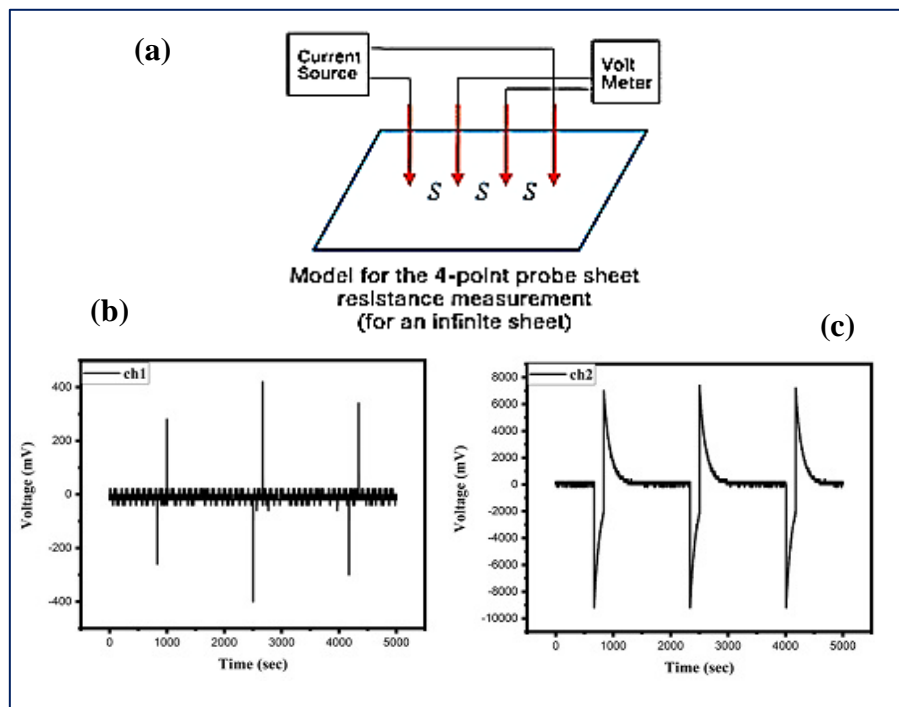 (a)
Current
Source
Volt
Meter
S S S
Model for the 4-point probe sheet
resistance measurement
(for an infinite sheet)
(b)
(c)
ch1
400
200
0
-200
-400
Voltage (mV)
0 1000 2000 3000 4000 5000
Time (sec)
ch2
8000
6000
4000
2000
0
-2000
-4000
-6000
-8000
-10000
Voltage (mV)
0 1000 2000 3000 4000 5000
Time (sec)